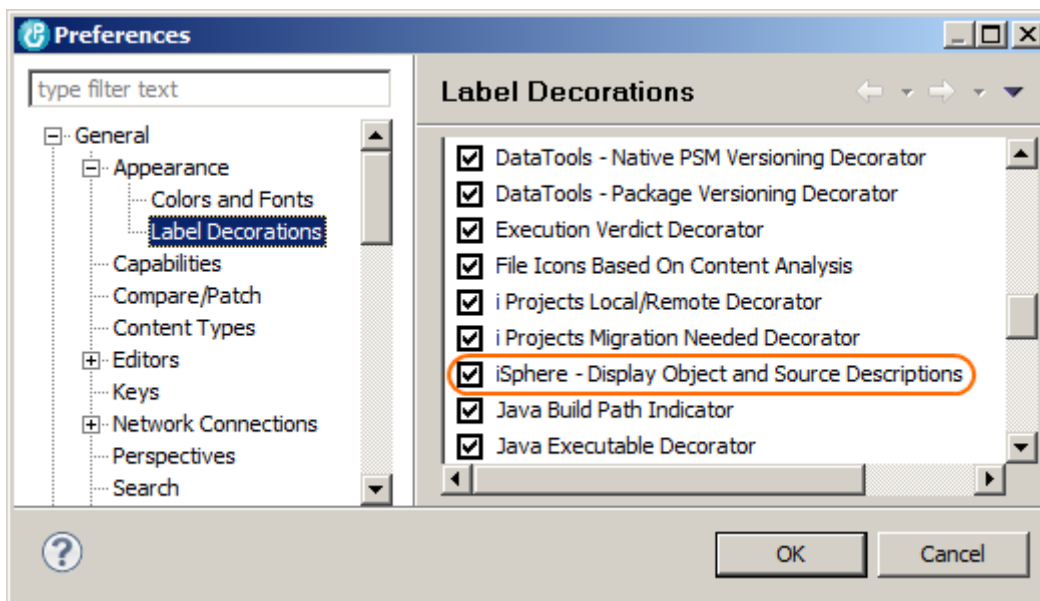 Preferences
type filter text
General
Appearance
Colors and Fonts
Label Decorations
Capabilities
Compare/Patch
Content Types
Editors
Keys
Network Connections
Perspectives
Search
Label Decorations
DataTools - Native PSM Versioning Decorator
DataTools - Package Versioning Decorator
Execution Verdict Decorator
File Icons Based On Content Analysis
i Projects Local/Remote Decorator
i Projects Migration Needed Decorator
iSphere - Display Object and Source Descriptions
Java Build Path Indicator
Java Executable Decorator
?
OK
Cancel